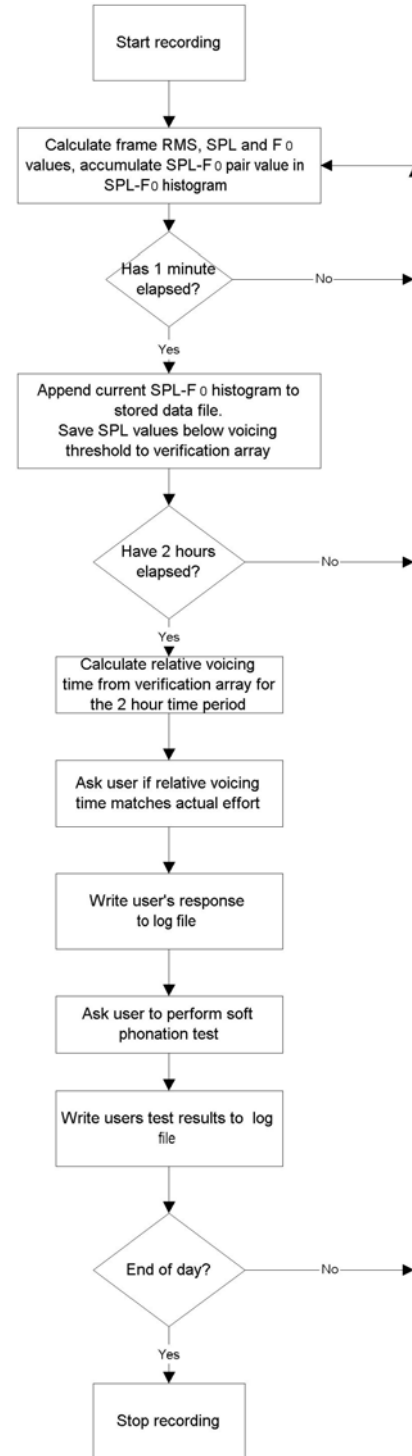 Start recording
Calculate frame RMS, SPL and F0
values, accumulate SPL-F0 pair value in
SPL-F0 histogram
Has 1 minute
elapsed?
No
Yes
Append current SPL-F0 histogram to
stored data file.
Save SPL values below voicing
threshold to verification array
Have 2 hours
elapsed?
No
Yes
Calculate relative voicing
time from verification array for
the 2 hour time period
Ask user if relative voicing
time matches actual effort
Write user's response
to log file
Ask user to perform soft
phonation test
Write users test results to log
file
End of day?
No
Yes
Stop recording